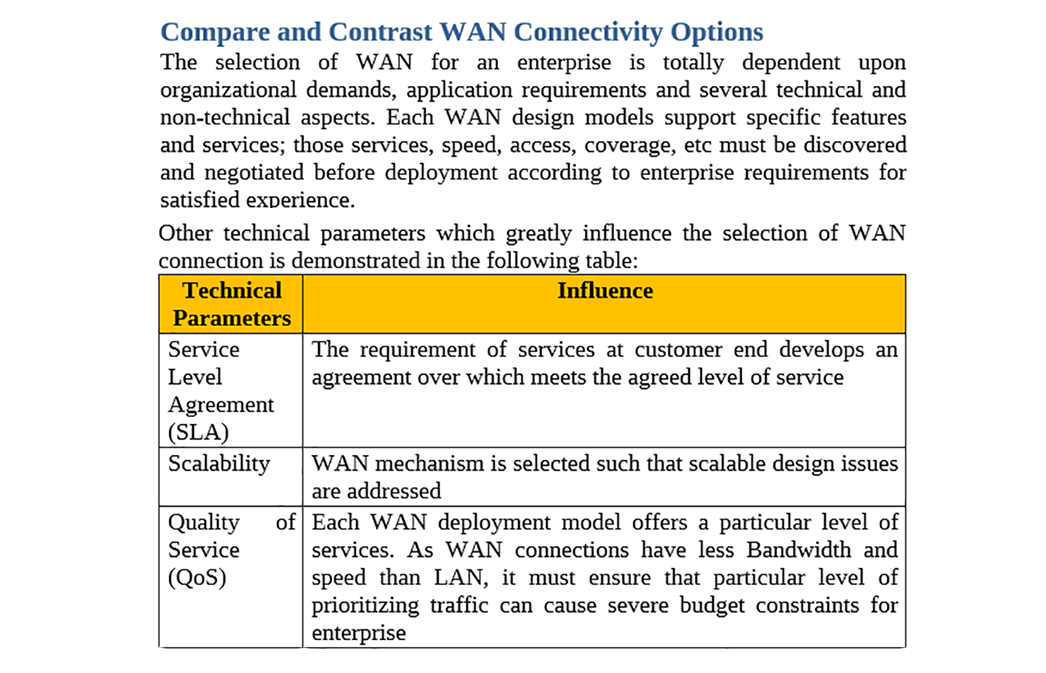 Compare and Contrast WAN Connectivity Options
The selection of WAN for an enterprise is totally dependent upon
organizational demands, application requirements and several technical and
non-technical aspects. Each WAN design models support specific features
and services; those services, speed, access, coverage, etc must be discovered
and negotiated before deployment according to enterprise requirements for
satisfied experience.
Other technical parameters which greatly influence the selection of WAN
connection is demonstrated in the following table:
Technical
Parameters
Influence
Service
Level
Agreement
(SLA)
The requirement of services at customer end develops an
agreement over which meets the agreed level of service
Scalability
WAN mechanism is selected such that scalable design issues
are addressed
Quality of
Service
(QoS)
Each WAN deployment model offers a particular level of
services. As WAN connections have less Bandwidth and
speed than LAN, it must ensure that particular level of
prioritizing traffic can cause severe budget constraints for
enterprise